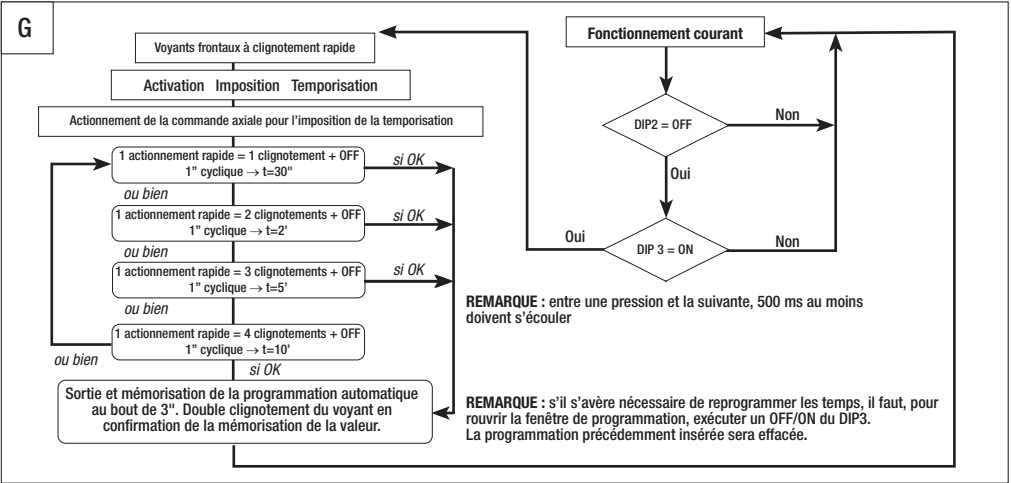 G
Voyants frontaux à clignotement rapide
Activation Imposition Temporisation
Actionnement de la commande axiale pour l'imposition de la temporisation
1 actionnement rapide = 1 clignotement + OFF
1" cyclique → t=30"
si OK
ou bien
1 actionnement rapide = 2 clignotements + OFF
1" cyclique → t=2'
si OK
ou bien
1 actionnement rapide = 3 clignotements + OFF
1" cyclique → t=5'
si OK
ou bien
1 actionnement rapide = 4 clignotements + OFF
1" cyclique → t=10'
ou bien
si OK
Sortie et mémorisation de la programmation automatique
au bout de 3". Double clignotement du voyant en
confirmation de la mémorisation de la valeur.
Fonctionnement courant
DIP2 = OFF
Non
Oui
DIP 3 = ON
Oui
Non
REMARQUE : entre une pression et la suivante, 500 ms au moins
doivent s'écouler
REMARQUE : s'il s'avère nécessaire de reprogrammer les temps, il faut, pour
rouvrir la fenêtre de programmation, exécuter un OFF/ON du DIP3.
La programmation précédemment insérée sera effacée.